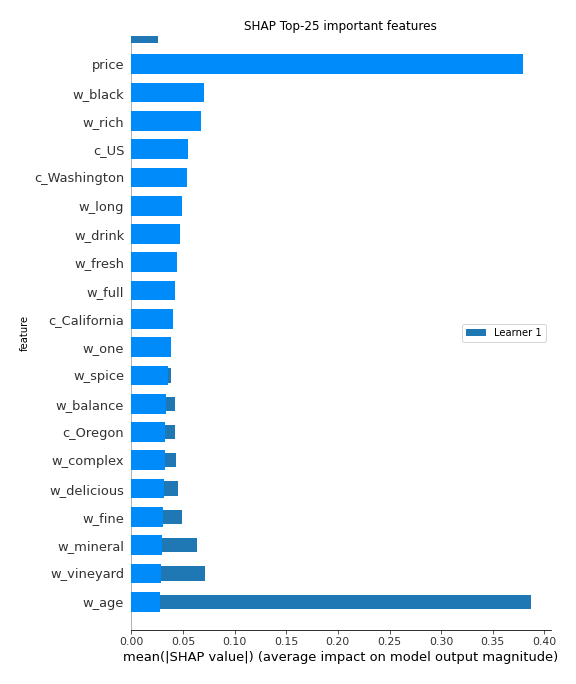 SHAP Top-25 important features
price
w_black
w_rich
c_US
c_Washington
w_long
w_drink
w_fresh
w_full
c_California
w_one
w_spice
w_balance
c_Oregon
w_complex
w_delicious
w_fine
w_mineral
w_vineyard
w_age
feature
Learner 1
0.00 0.05 0.10 0.15 0.20 0.25 0.30 0.35 0.40
mean(|SHAP value|) (average impact on model output magnitude)